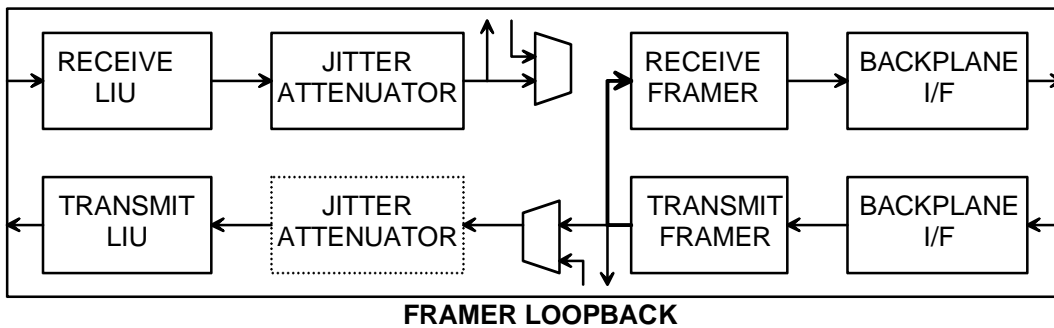 RECEIVE
LIU
JITTER
ATTENUATOR
RECEIVE
FRAMER
BACKPLANE
I/F
TRANSMIT
LIU
JITTER
ATTENUATOR
TRANSMIT
FRAMER
BACKPLANE
I/F
FRAMER LOOPBACK